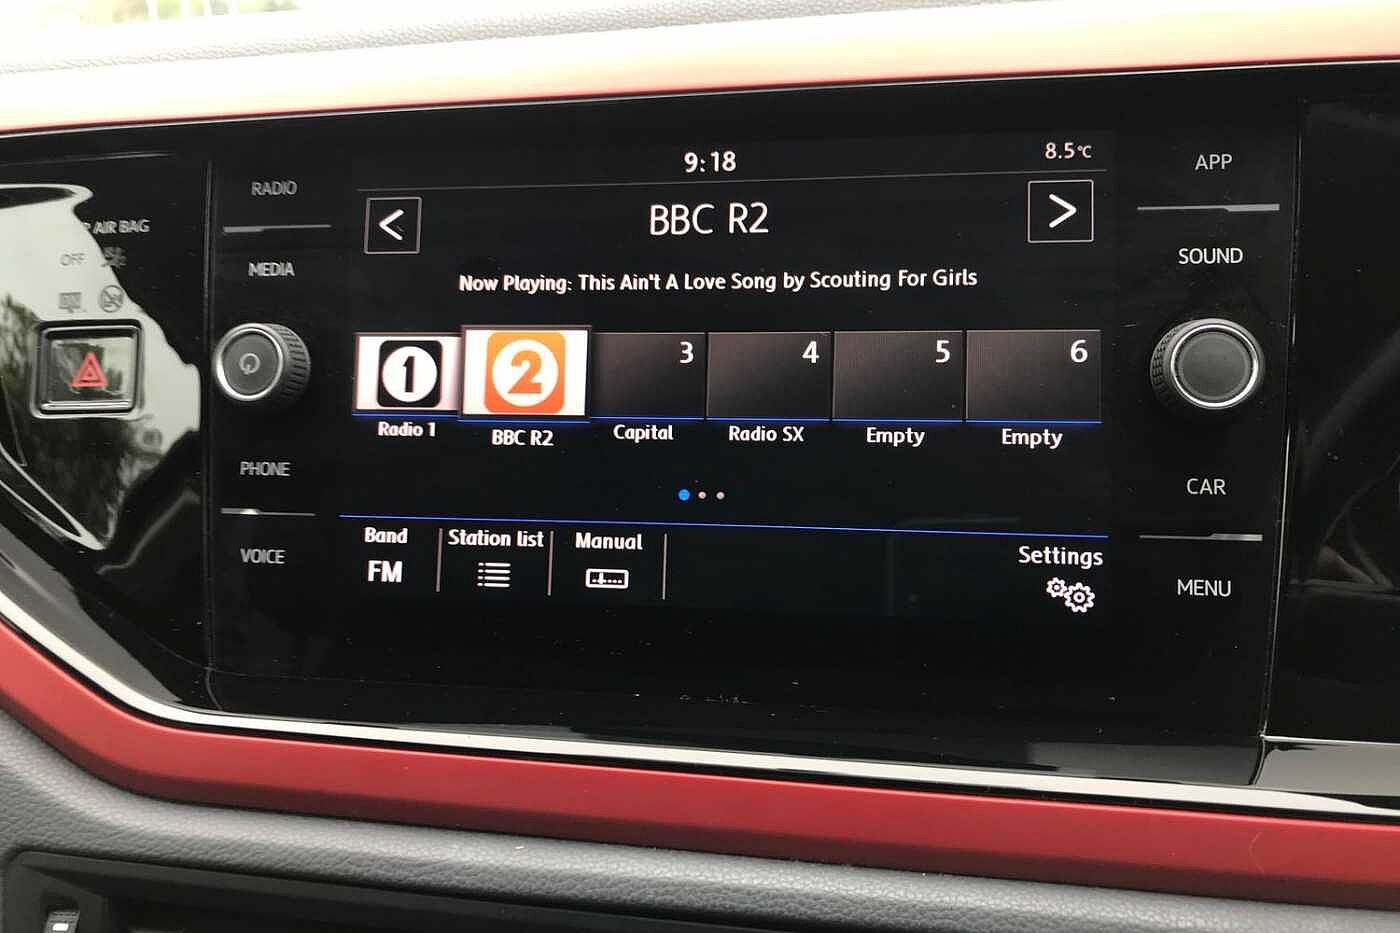 9:18
8.5°C
RADIO
APP
AIR BAG
OFF
<
BBC R2
>
MEDIA
SOUND
Now Playing: This Ain't A Love Song by Scouting For Girls
1
2
3
4
5
6
Radio 1
BBC R2
Capital
Radio SX
Empty
Empty
PHONE
CAR
Band
Station list
Manual
Settings
FM
VOICE
MENU